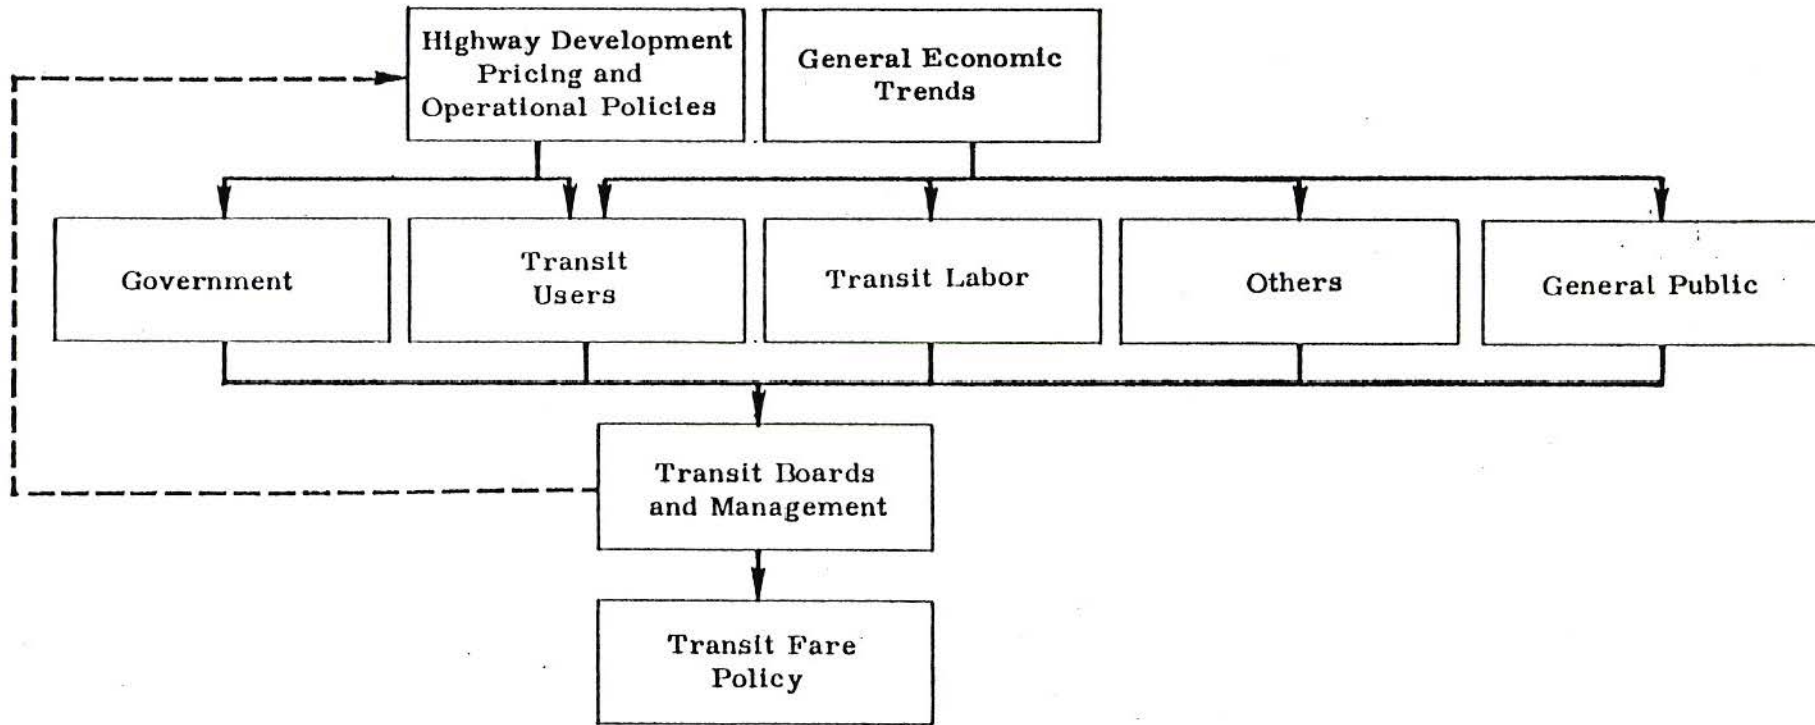 Highway Development
Pricing and
Operational Policies
General Economic
Trends
Government
Transit
Users
Transit Labor
Others
General Public
Transit Boards
and Management
Transit Fare
Policy